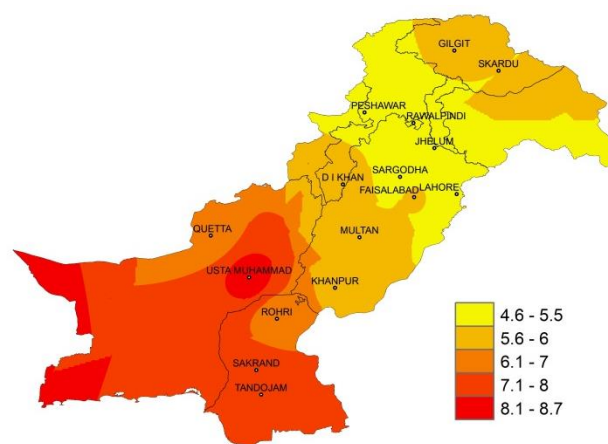 GILGIT
SKARDU
PESHAWAR
RAWALPINDI
JHELUM
SARGODHA
D I KHAN
FAISALABAD
LAHORE
QUETTA
MULTAN
USTA MUHAMMAD
KHANPUR
ROHRI
SAKRAND
TANDOJAM
4.6 - 5.5
5.6 - 6
6.1 - 7
7.1 - 8
8.1 - 8.7